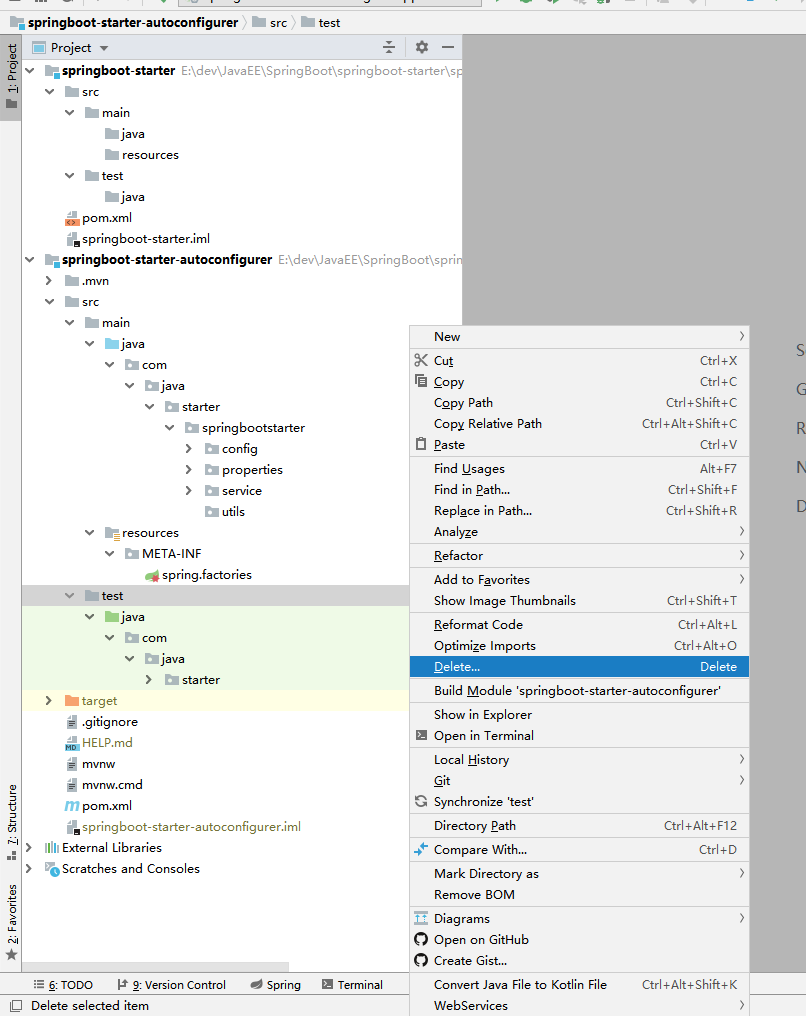 springboot-starter-autoconfigurer src test
1: Project
Project
springboot-starter E:\dev\JavaEE\SpringBoot\springboot-starter\sp
src
main
java
resources
test
java
pom.xml
springboot-starter.iml
springboot-starter-autoconfigurer E:\dev\JavaEE\SpringBoot\sprin
.mvn
src
main
java
com
java
starter
springbootstarter
config
properties
service
utils
resources
META-INF
spring.factories
test
java
com
java
starter
target
.gitignore
HELP.md
mvnw
mvnw.cmd
pom.xml
springboot-starter-autoconfigurer.iml
External Libraries
Scratches and Consoles
New
Cut Ctrl+X
Copy Ctrl+C
Copy Path Ctrl+Shift+C
Copy Relative Path Ctrl+Alt+Shift+C
Paste Ctrl+V
Find Usages Alt+F7
Find in Path... Ctrl+Shift+F
Replace in Path... Ctrl+Shift+R
Analyze
Refactor
Add to Favorites
Show Image Thumbnails Ctrl+Shift+T
Reformat Code Ctrl+Alt+L
Optimize Imports Ctrl+Alt+O
Delete... Delete
Build Module 'springboot-starter-autoconfigurer'
Show in Explorer
Open in Terminal
Local History
Git
Synchronize 'test'
Directory Path Ctrl+Alt+F12
Compare With... Ctrl+D
Mark Directory as
Remove BOM
Diagrams
Open on GitHub
Create Gist...
Convert Java File to Kotlin File Ctrl+Alt+Shift+K
WebServices
S
G
R
N
D
7: Structure
2: Favorites
6: TODO 9: Version Control Spring Terminal
Delete selected item